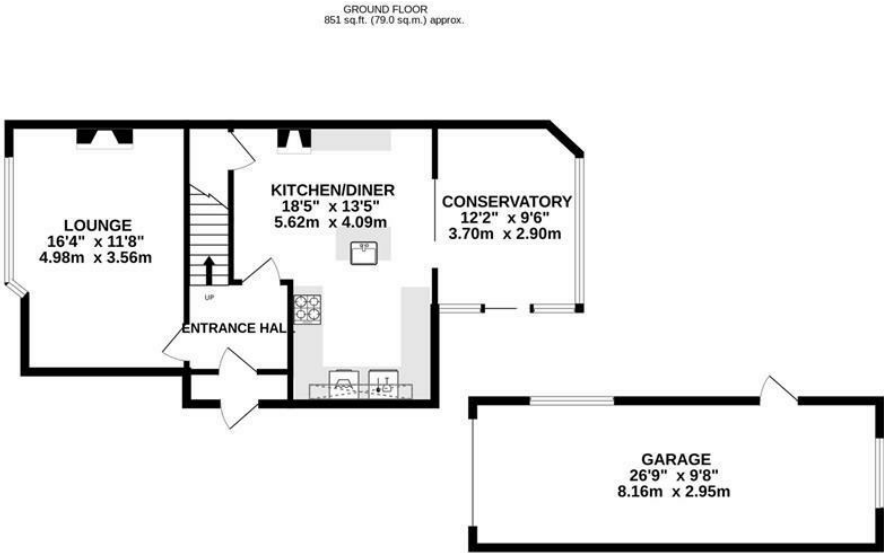 GROUND FLOOR
851 sq.ft. (79.0 sq.m.) approx.
LOUNGE
16'4" x 11'8"
4.98m x 3.56m
KITCHEN/DINER
18'5" x 13'5"
5.62m x 4.09m
CONSERVATORY
12'2" x 9'6"
3.70m x 2.90m
UP
ENTRANCE HALL
GARAGE
26'9" x 9'8"
8.16m x 2.95m